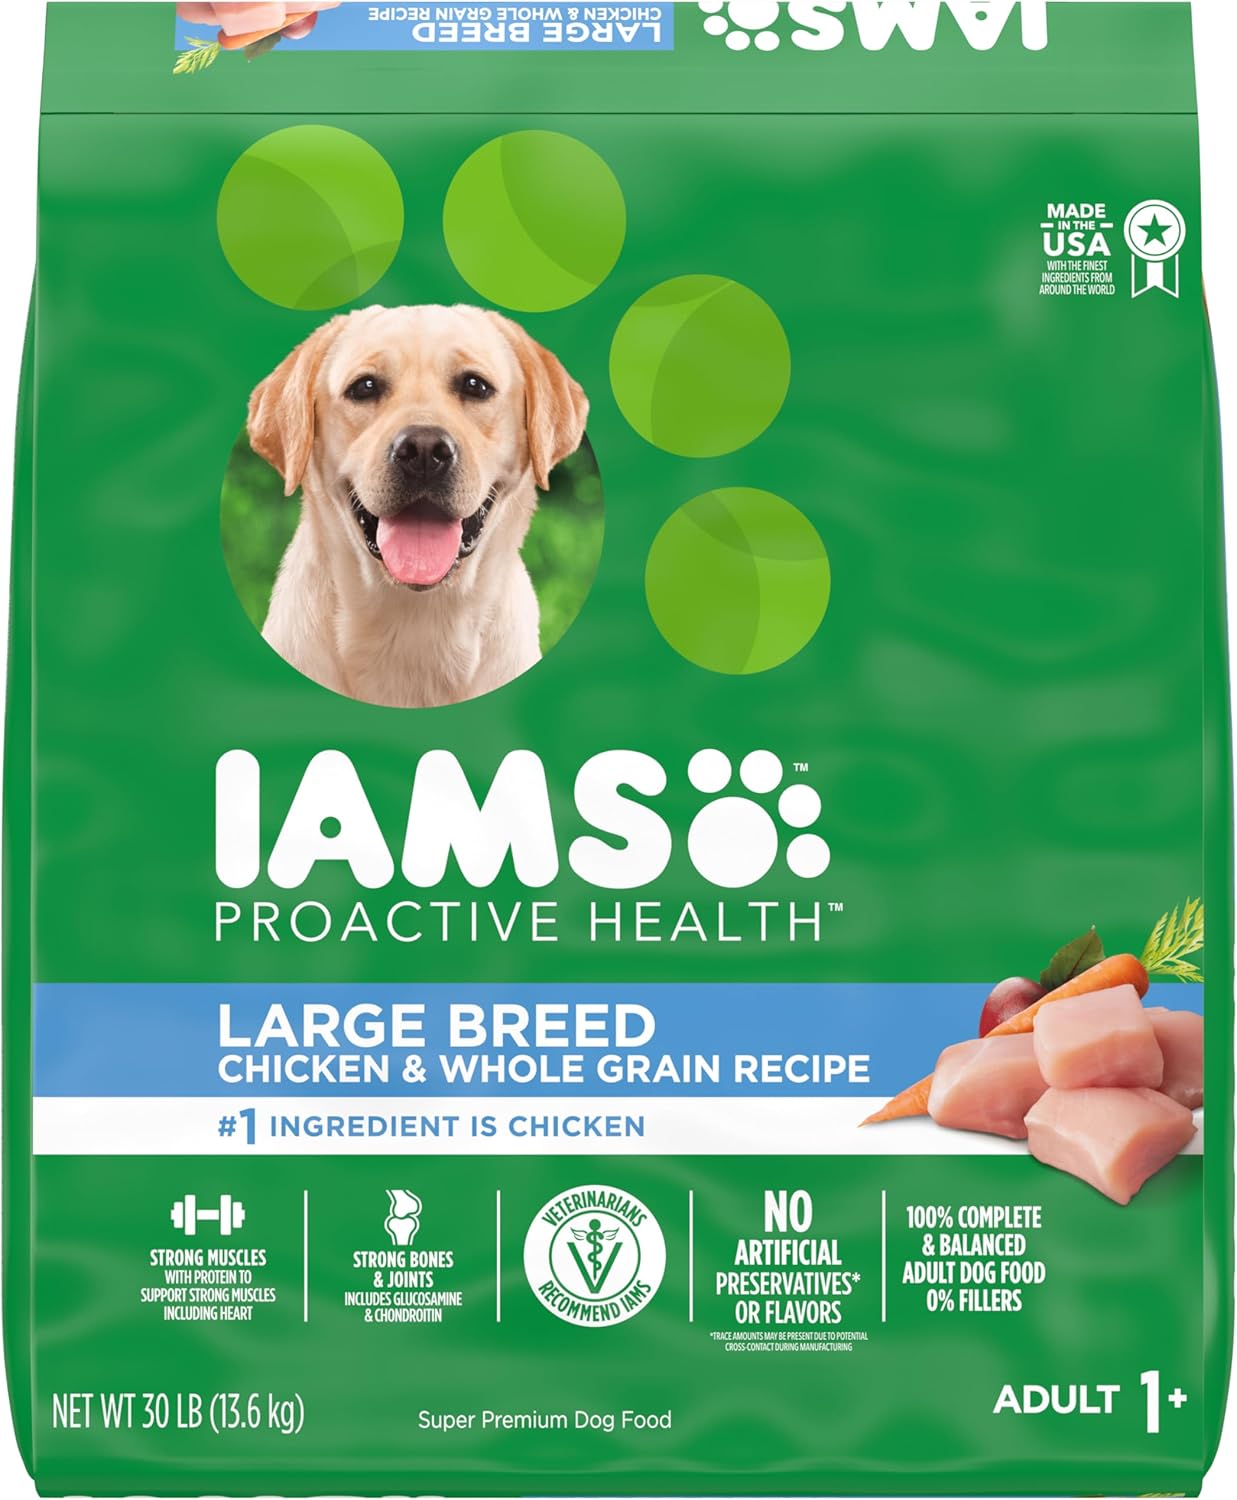 LARGE BREED
CHICKEN & WHOLE GRAIN RECIPE
IAMS
MADE
IN THE
USA
WITH THE FINEST
INGREDIENTS FROM
AROUND THE WORLD
IAMS™
PROACTIVE HEALTH™
LARGE BREED
CHICKEN & WHOLE GRAIN RECIPE
#1 INGREDIENT IS CHICKEN
STRONG MUSCLES
WITH PROTEIN TO
SUPPORT STRONG MUSCLES
INCLUDING HEART
STRONG BONES
& JOINTS
INCLUDES GLUCOSAMINE
& CHONDROITIN
VETERINARIANS
RECOMMEND IAMS
NO
ARTIFICIAL
PRESERVATIVES*
OR FLAVORS
*TRACE AMOUNTS MAY BE PRESENT DUE TO POTENTIAL
CROSS-CONTACT DURING MANUFACTURING
100% COMPLETE
& BALANCED
ADULT DOG FOOD
0% FILLERS
NET WT 30 LB (13.6 kg)
Super Premium Dog Food
ADULT 1+